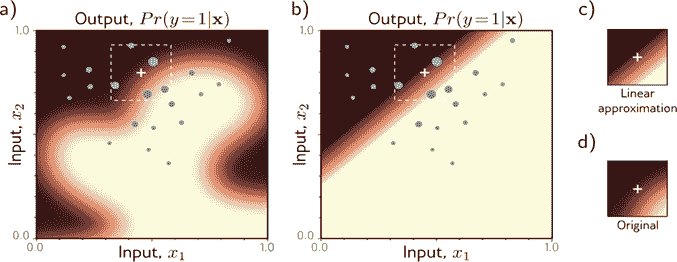 a)
Output, Pr(y=1|x)
1.0
Input, x2
0.0
0.0
1.0
Input, x1
b)
Output, Pr(y=1|x)
1.0
Input, x2
0.0
0.0
1.0
Input, x1
c)
Linear
approximation
d)
Original